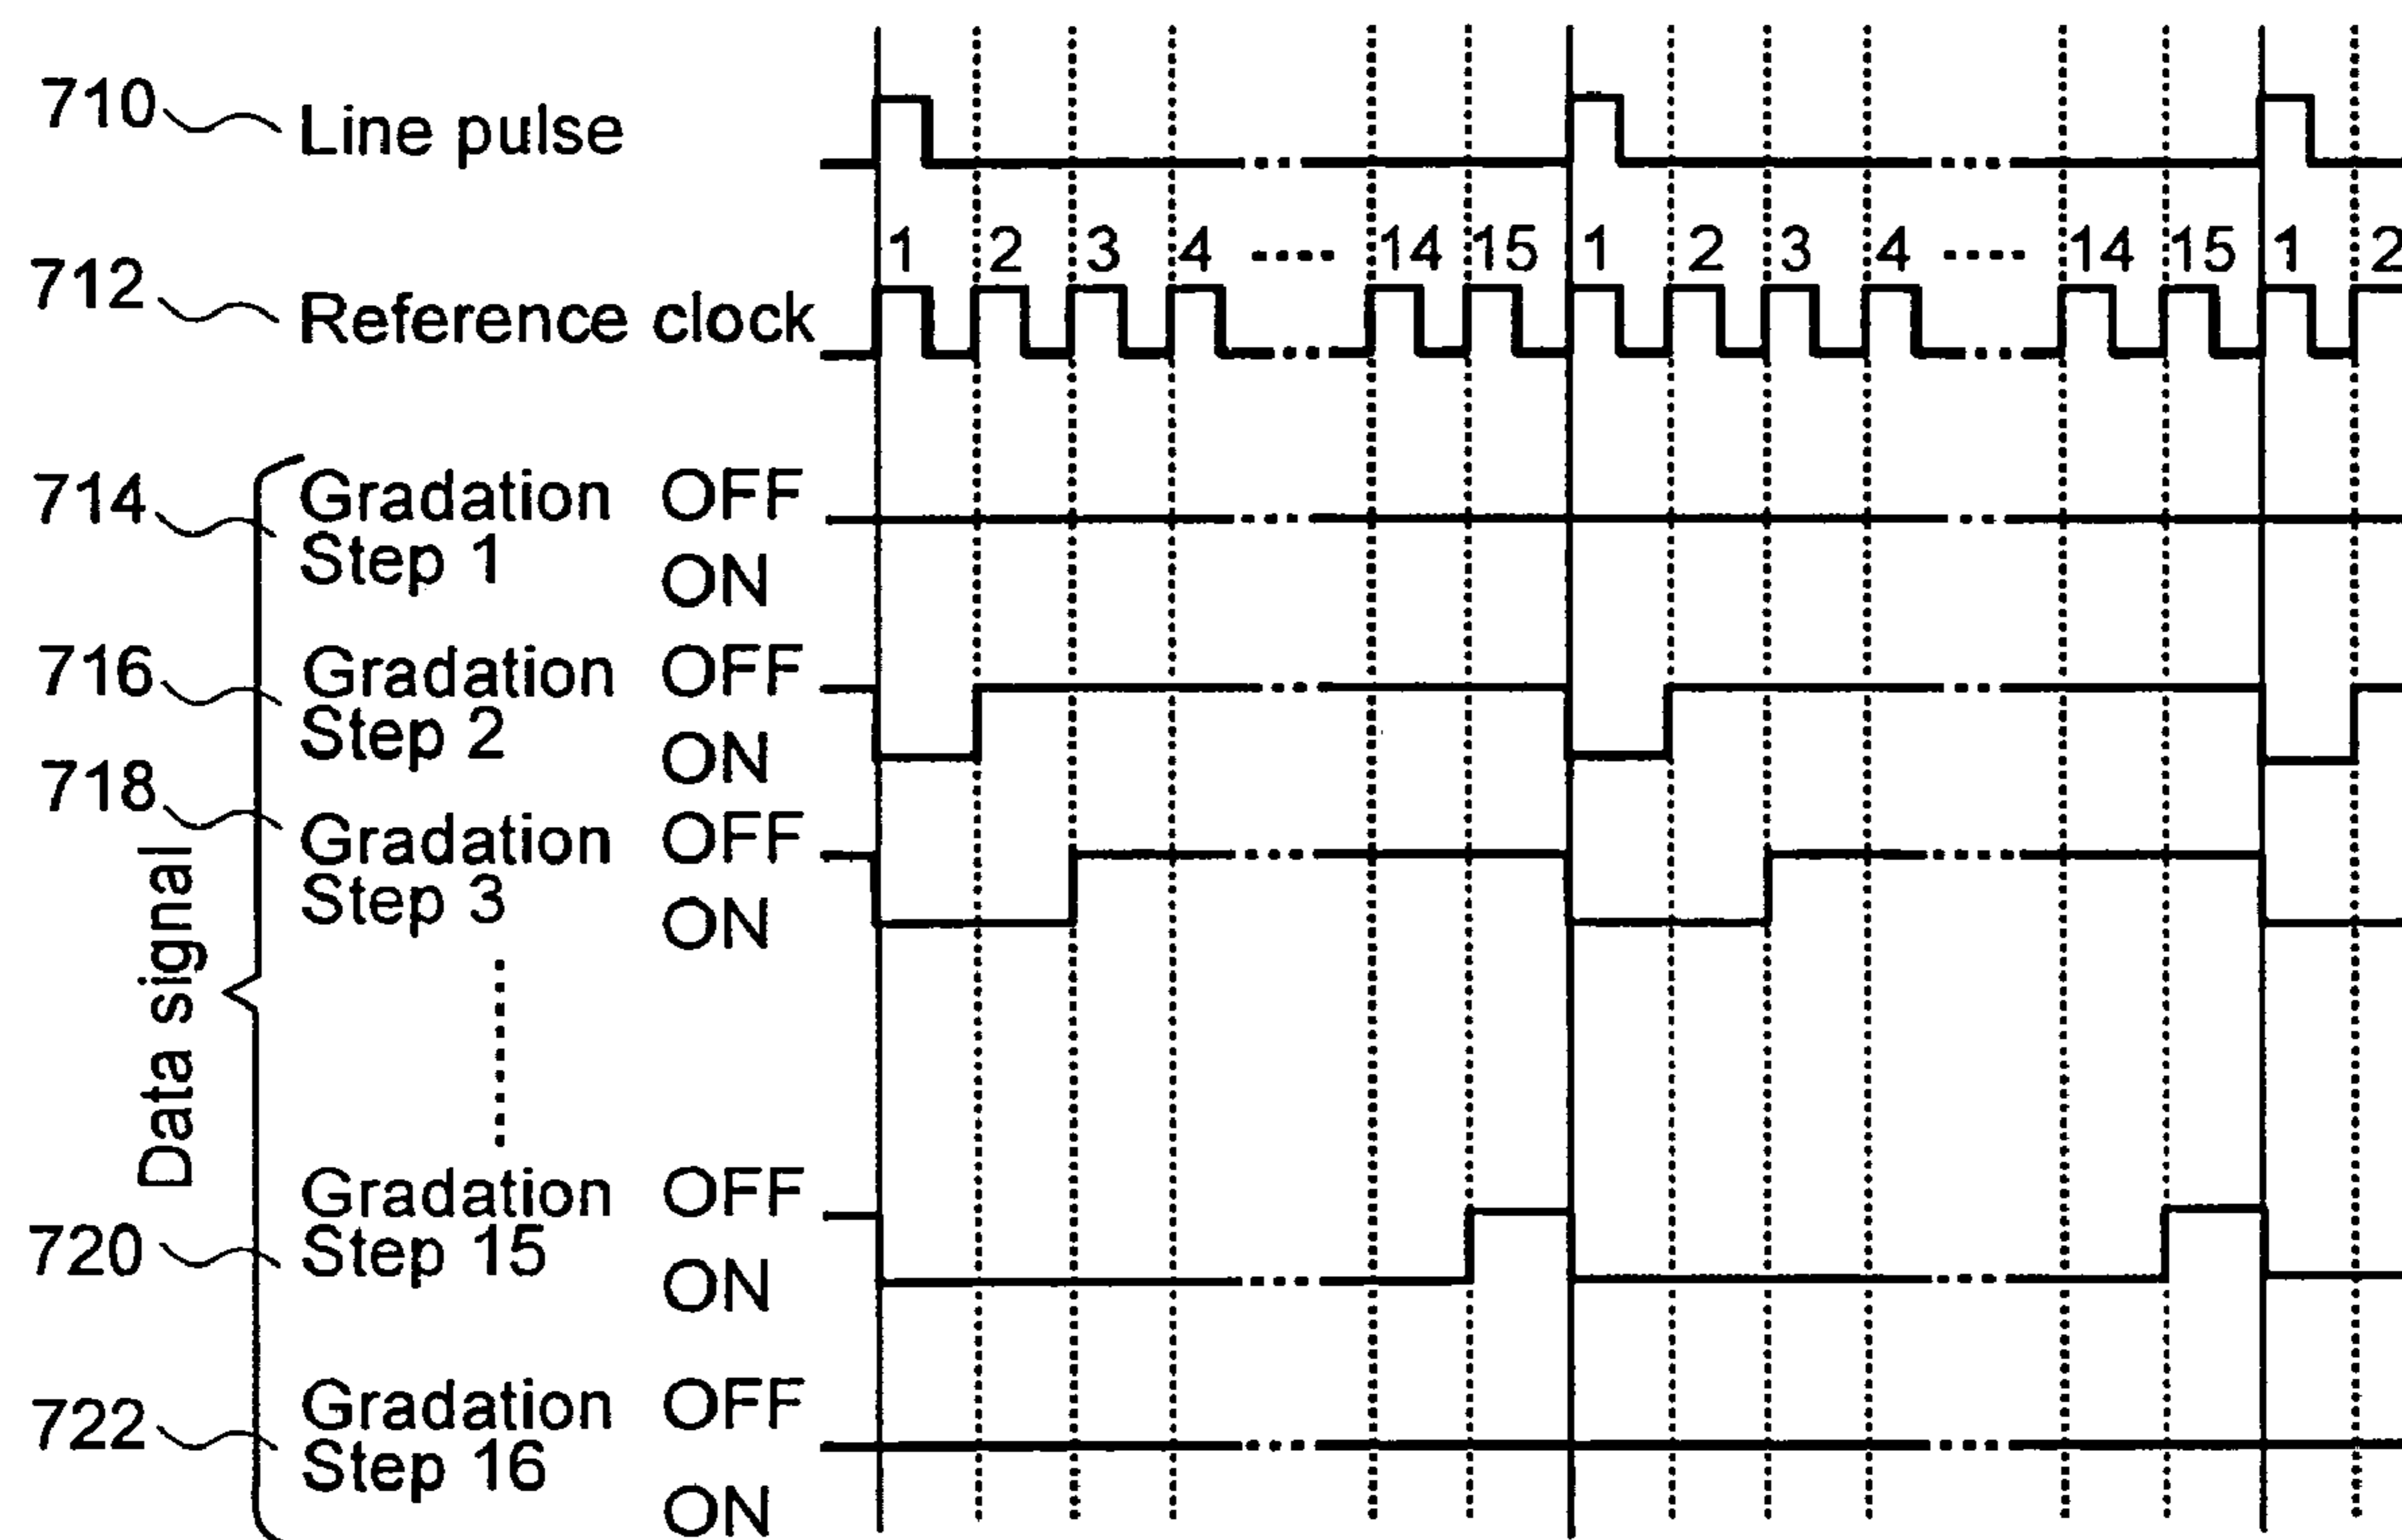 710 Line pulse
1 2 3 4 ···· 14 15 1 2 3 4 ···· 14 15 1 2
712 Reference clock
Data signal
714 Gradation Step 1 OFF ON
716 Gradation Step 2 OFF ON
718 Gradation Step 3 OFF ON
720 Gradation Step 15 OFF ON
722 Gradation Step 16 OFF ON